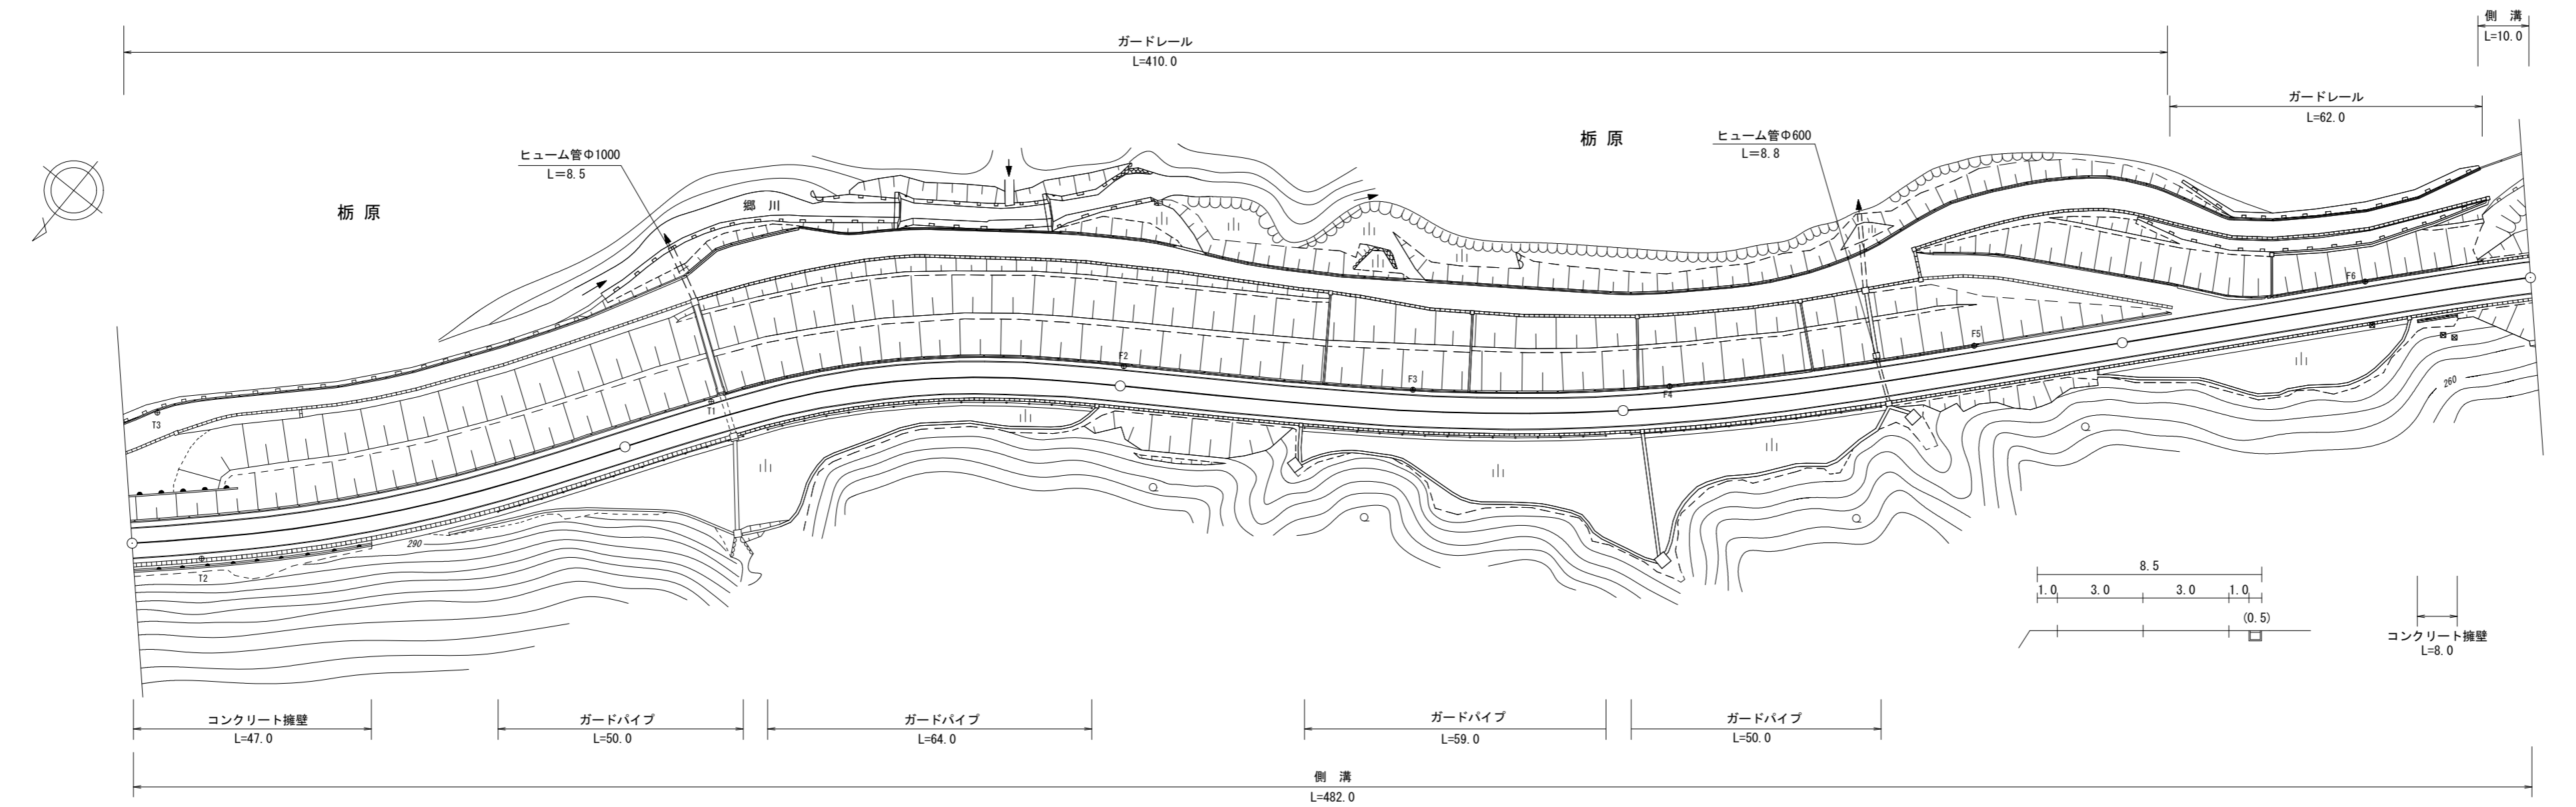 側 溝
L=10.0
ガードレール
L=410.0
ガードレール
L=62.0
ヒューム管Φ1000
L=8.5
栃 原
ヒューム管Φ600
L=8.8
栃 原
郷 川
F6
F5
F2
F3
F4
T1
T3
260
290
T2
8.5
1.0
3.0
3.0
1.0
(0.5)
コンクリート擁壁
L=8.0
コンクリート擁壁
L=47.0
ガードパイプ
L=50.0
ガードパイプ
L=64.0
ガードパイプ
L=59.0
ガードパイプ
L=50.0
側 溝
L=482.0